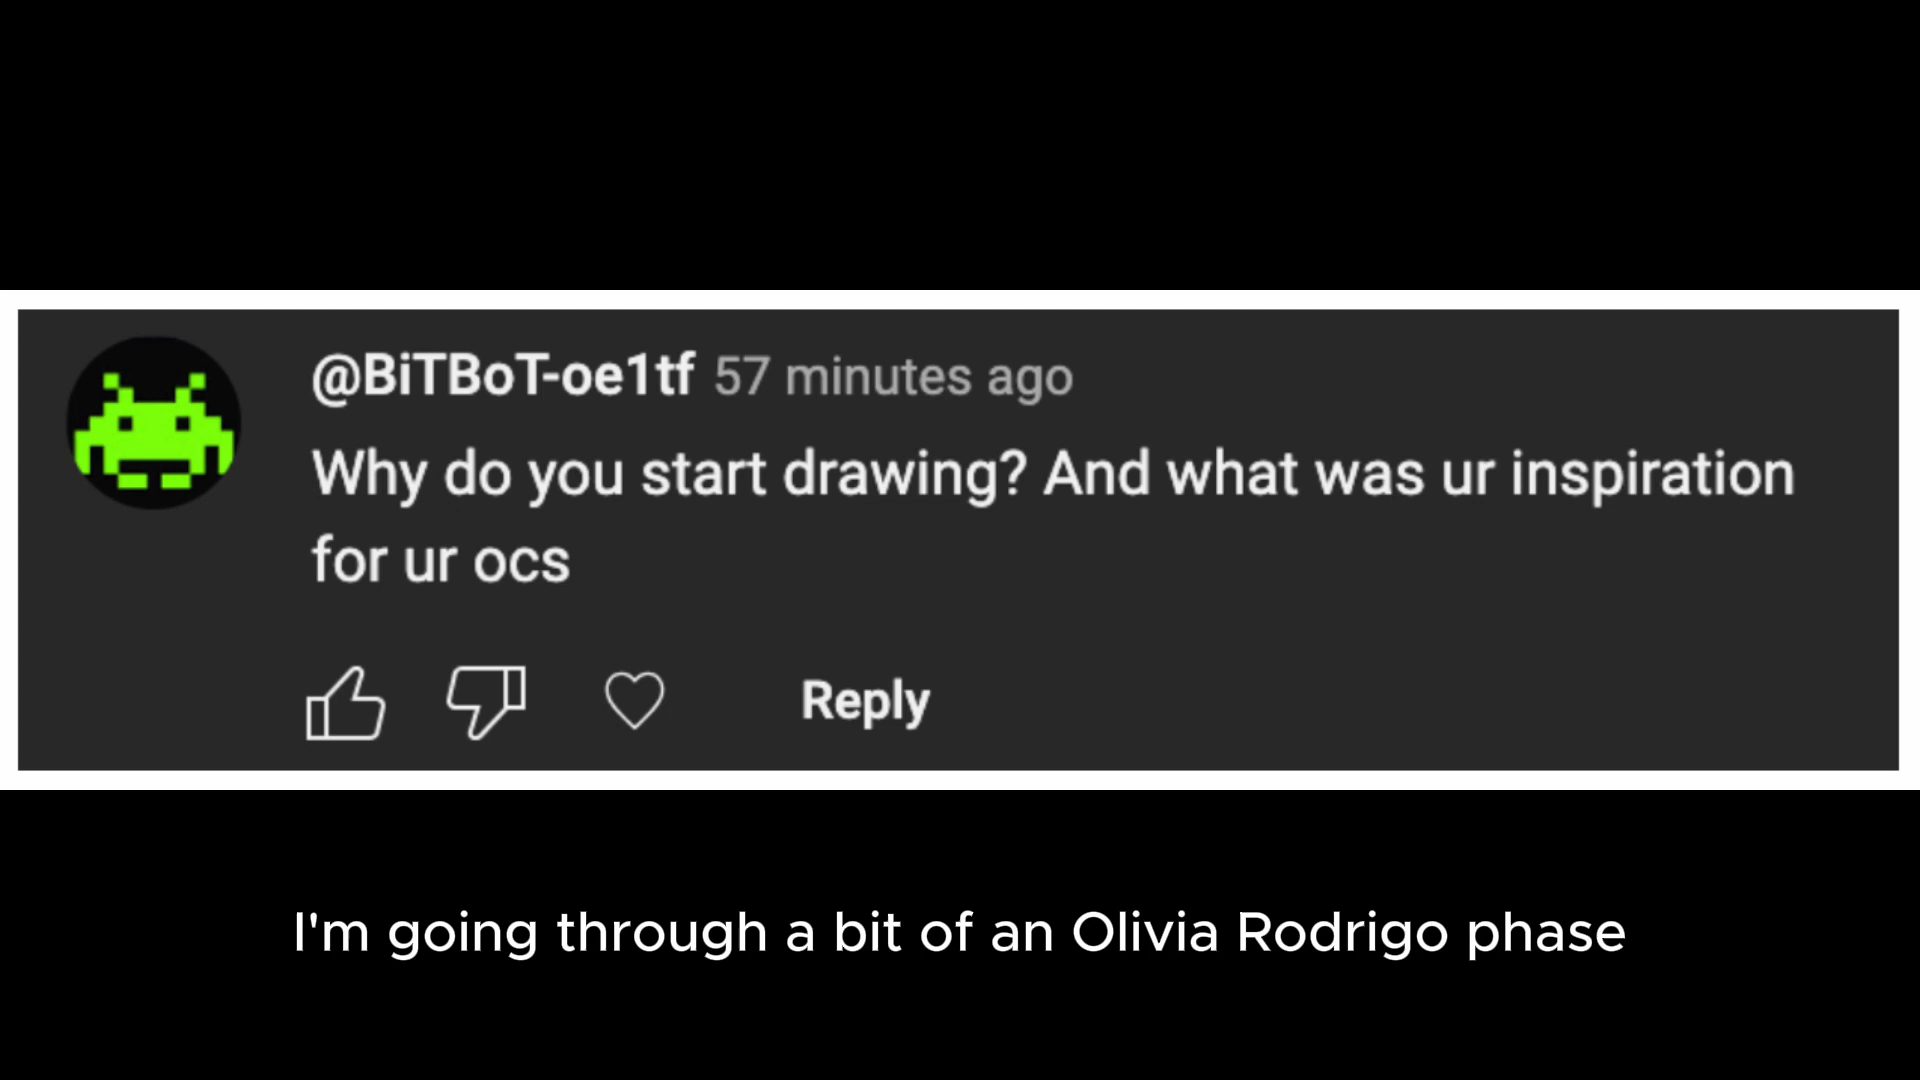 @BiTBoT-oe1tf 57 minutes ago
Why do you start drawing? And what was ur inspiration
for ur ocs
Reply
I'm going through a bit of an Olivia Rodrigo phase